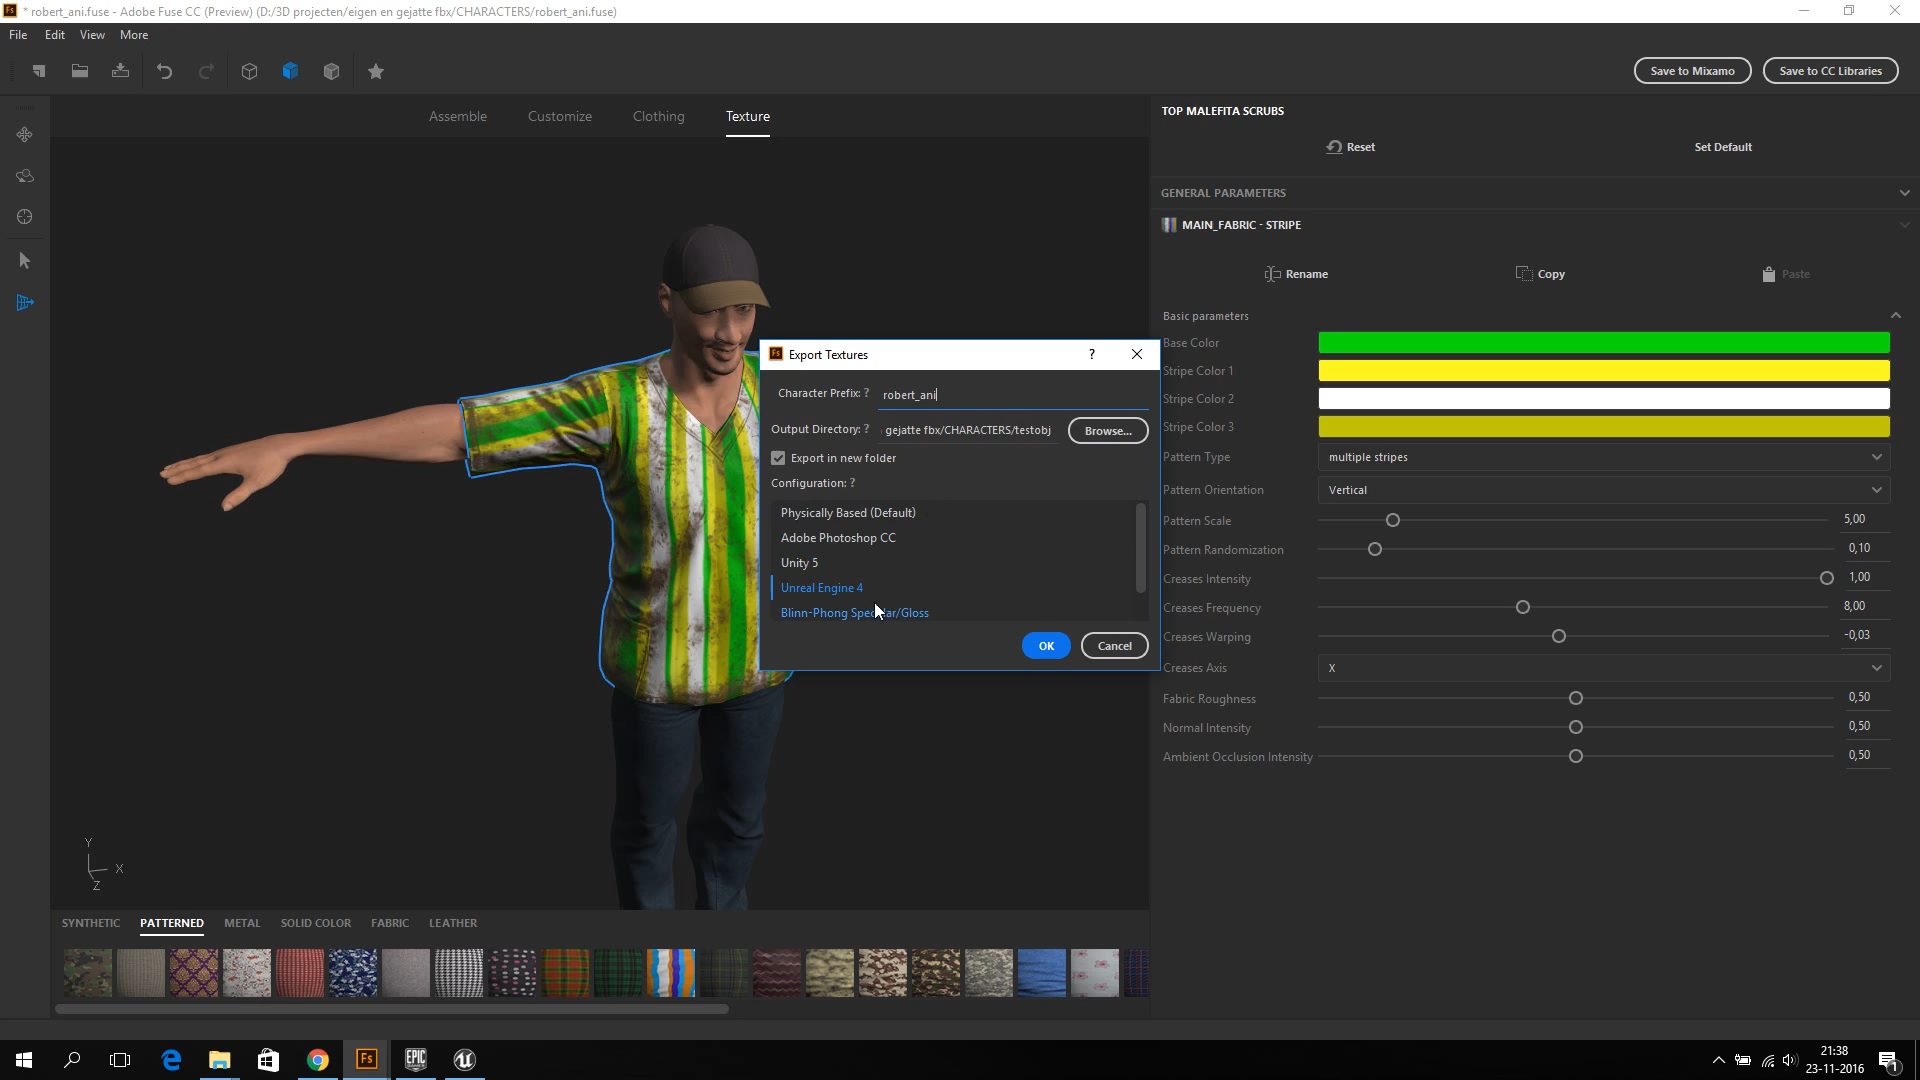 * robert_ani.fuse - Adobe Fuse CC (Preview) (D:/3D projecten/eigen en gejatte fbx/CHARACTERS/robert_ani.fuse)
File Edit View More
Save to Mixamo Save to CC Libraries
Assemble Customize Clothing Texture
TOP MALEFITA SCRUBS
Reset Set Default
GENERAL PARAMETERS
MAIN_FABRIC - STRIPE
Rename Copy Paste
Basic parameters
Base Color
Stripe Color 1
Stripe Color 2
Stripe Color 3
Pattern Type multiple stripes
Pattern Orientation Vertical
Pattern Scale 5,00
Pattern Randomization 0,10
Creases Intensity 1,00
Creases Frequency 8,00
Creases Warping -0,03
Creases Axis X
Fabric Roughness 0,50
Normal Intensity 0,50
Ambient Occlusion Intensity 0,50
Fs Export Textures ?
Character Prefix: ? robert_ani
Output Directory: ? gejatte fbx/CHARACTERS/testobj Browse...
Export in new folder
Configuration: ?
Physically Based (Default)
Adobe Photoshop CC
Unity 5
Unreal Engine 4
Blinn-Phong Specular/Gloss
OK Cancel
Y
X
Z
SYNTHETIC PATTERNED METAL SOLID COLOR FABRIC LEATHER
Fs EPIC GAMES
21:38
23-11-2016
1